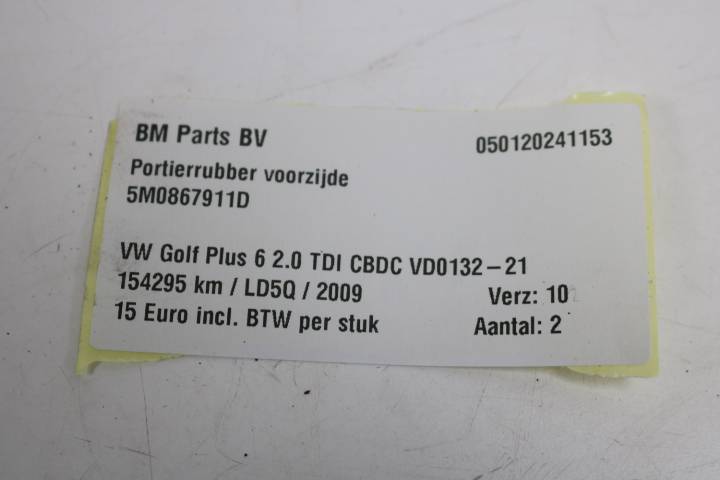 BM Parts BV 050120241153
Portierrubber voorzijde
5M0867911D
VW Golf Plus 6 2.0 TDI CBDC VD0132-21
154295 km / LD5Q / 2009 Verz: 10
15 Euro incl. BTW per stuk Aantal: 2